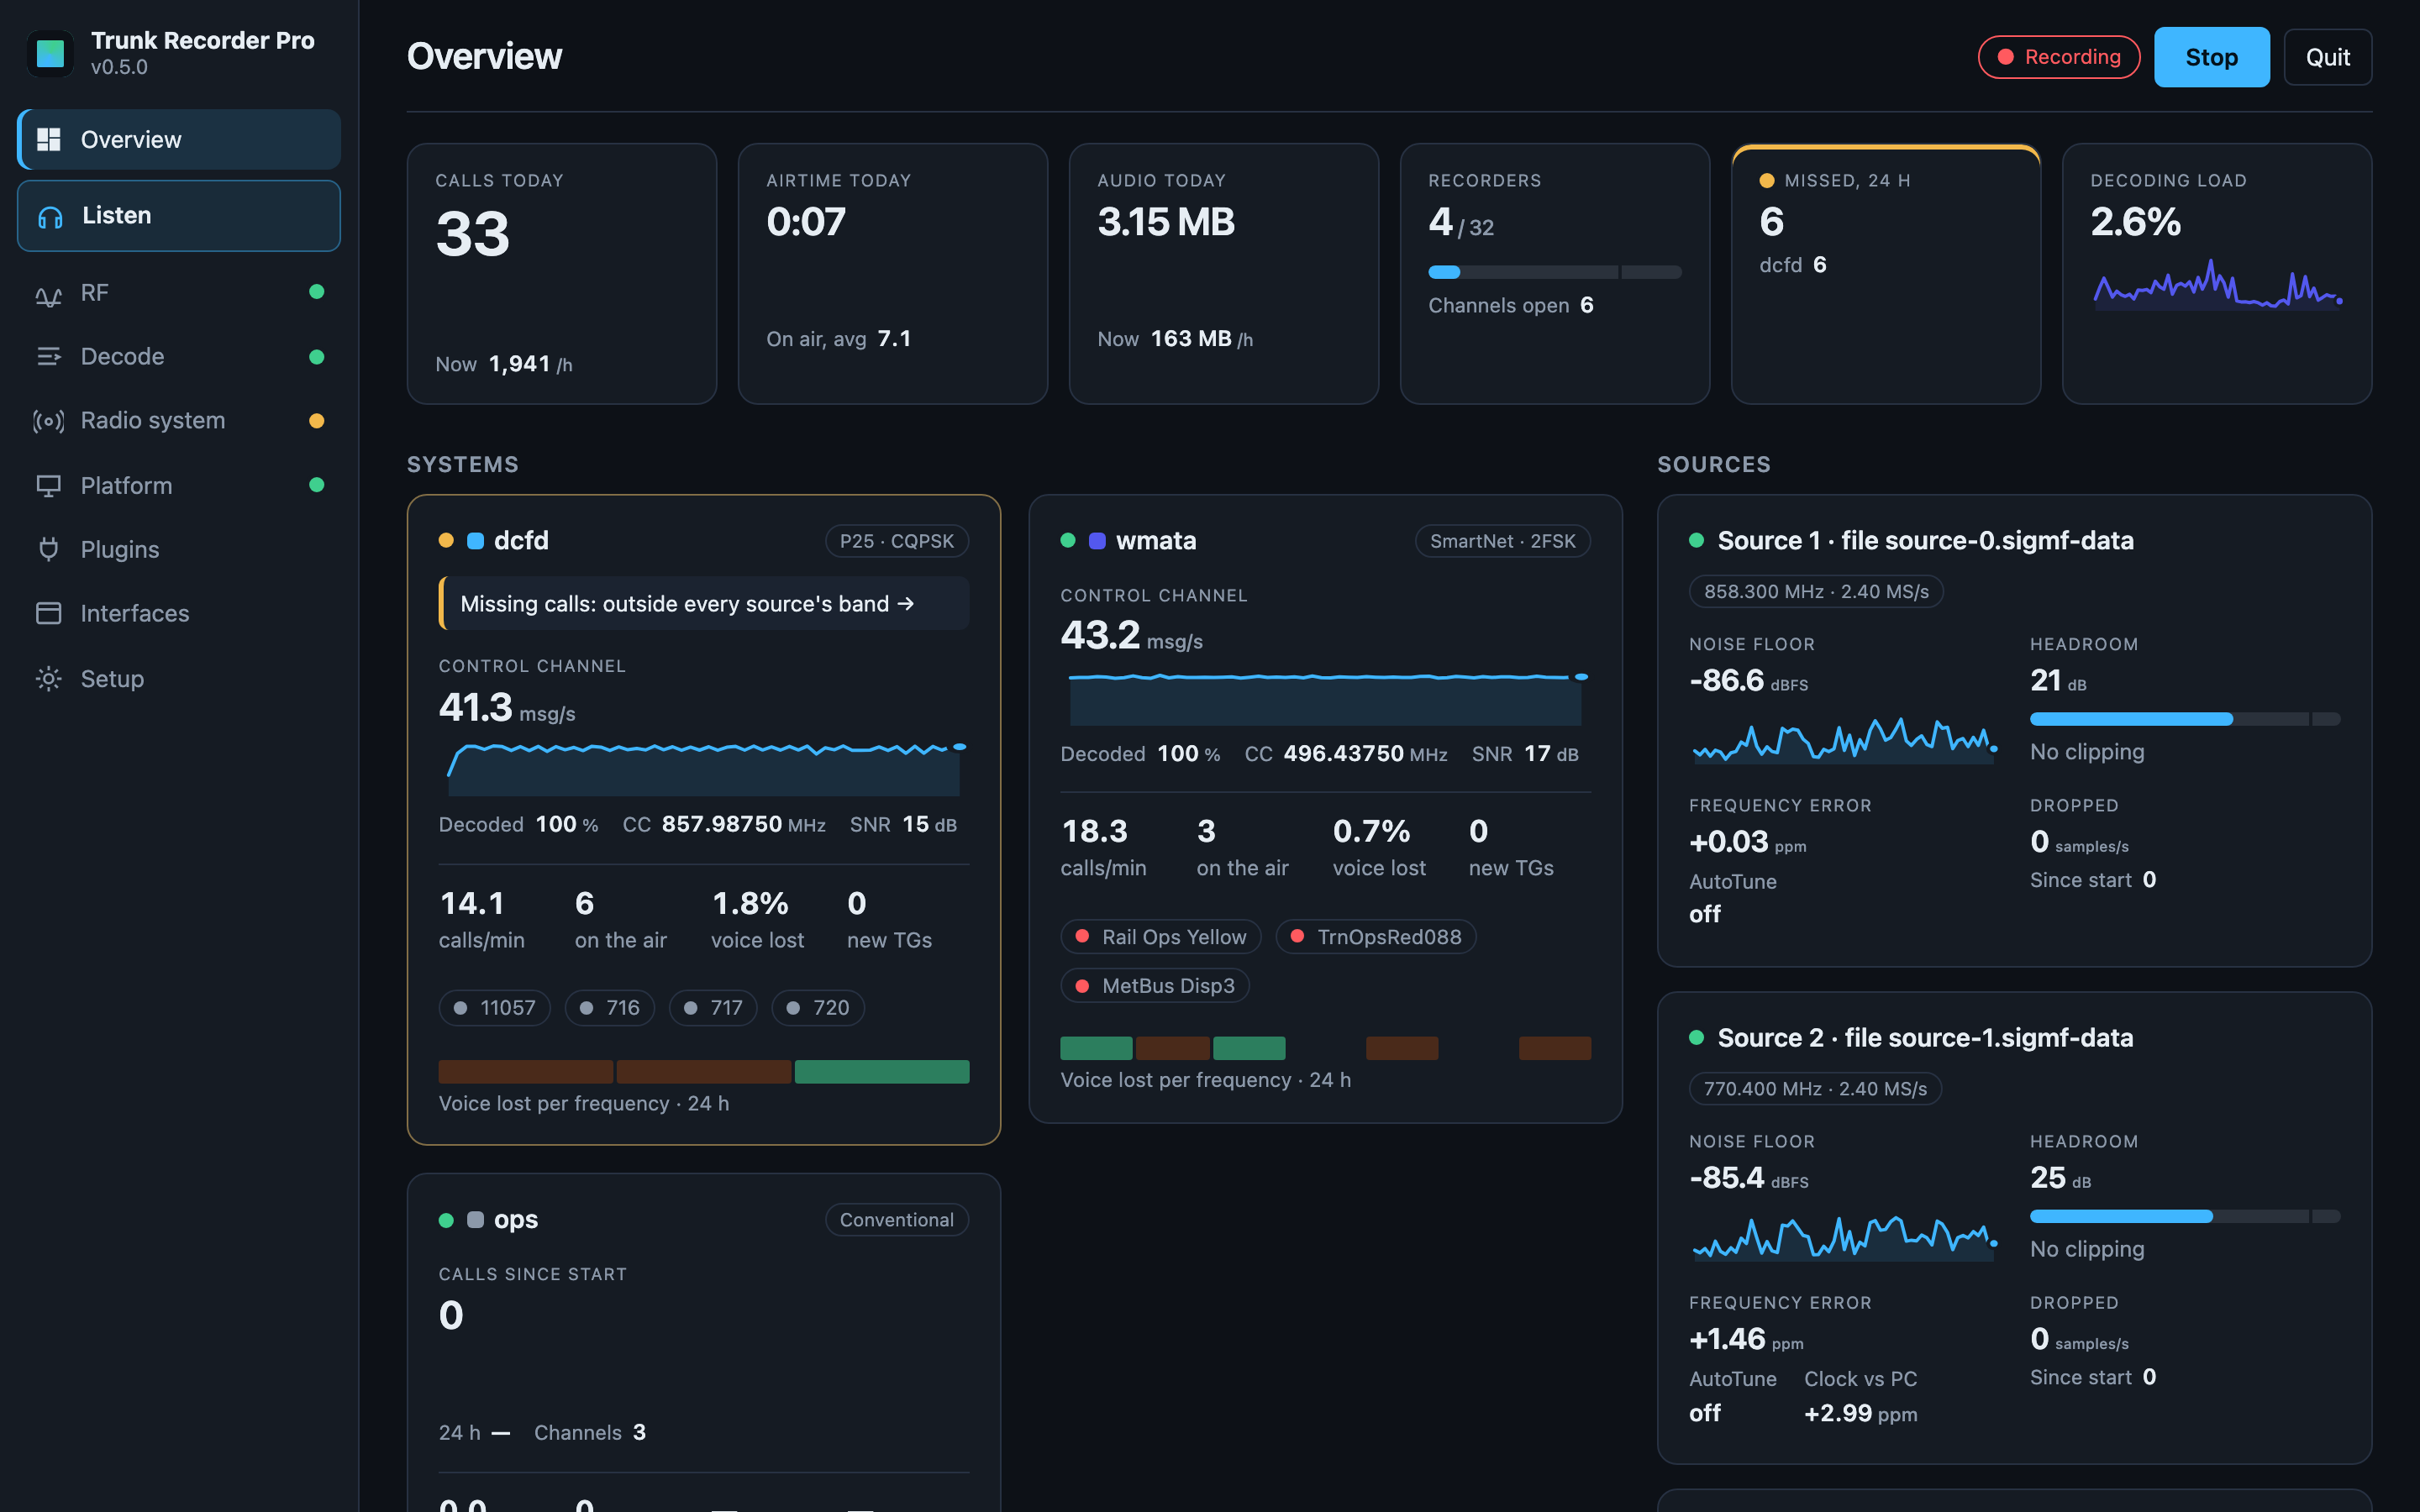 Trunk Recorder Pro
v0.5.0
Overview
Listen
RF
Decode
Radio system
Platform
Plugins
Interfaces
Setup
Overview
Recording
Stop
Quit
CALLS TODAY
33
Now 1,941 /h
AIRTIME TODAY
0:07
On air, avg 7.1
AUDIO TODAY
3.15 MB
Now 163 MB /h
RECORDERS
4 / 32
Channels open 6
MISSED, 24 H
6
dcfd 6
DECODING LOAD
2.6%
SYSTEMS
dcfd
P25 · CQPSK
Missing calls: outside every source's band →
CONTROL CHANNEL
41.3 msg/s
Decoded 100 % CC 857.98750 MHz SNR 15 dB
14.1 6 1.8% 0
calls/min on the air voice lost new TGs
11057 716 717 720
Voice lost per frequency · 24 h
wmata
SmartNet · 2FSK
CONTROL CHANNEL
43.2 msg/s
Decoded 100 % CC 496.43750 MHz SNR 17 dB
18.3 3 0.7% 0
calls/min on the air voice lost new TGs
Rail Ops Yellow TrnOpsRed088
MetBus Disp3
Voice lost per frequency · 24 h
ops
Conventional
CALLS SINCE START
0
24 h — Channels 3
SOURCES
Source 1 · file source-0.sigmf-data
858.300 MHz · 2.40 MS/s
NOISE FLOOR
-86.6 dBFS
HEADROOM
21 dB
No clipping
FREQUENCY ERROR
+0.03 ppm
AutoTune
off
DROPPED
0 samples/s
Since start 0
Source 2 · file source-1.sigmf-data
770.400 MHz · 2.40 MS/s
NOISE FLOOR
-85.4 dBFS
HEADROOM
25 dB
No clipping
FREQUENCY ERROR
+1.46 ppm
AutoTune Clock vs PC
off +2.99 ppm
DROPPED
0 samples/s
Since start 0